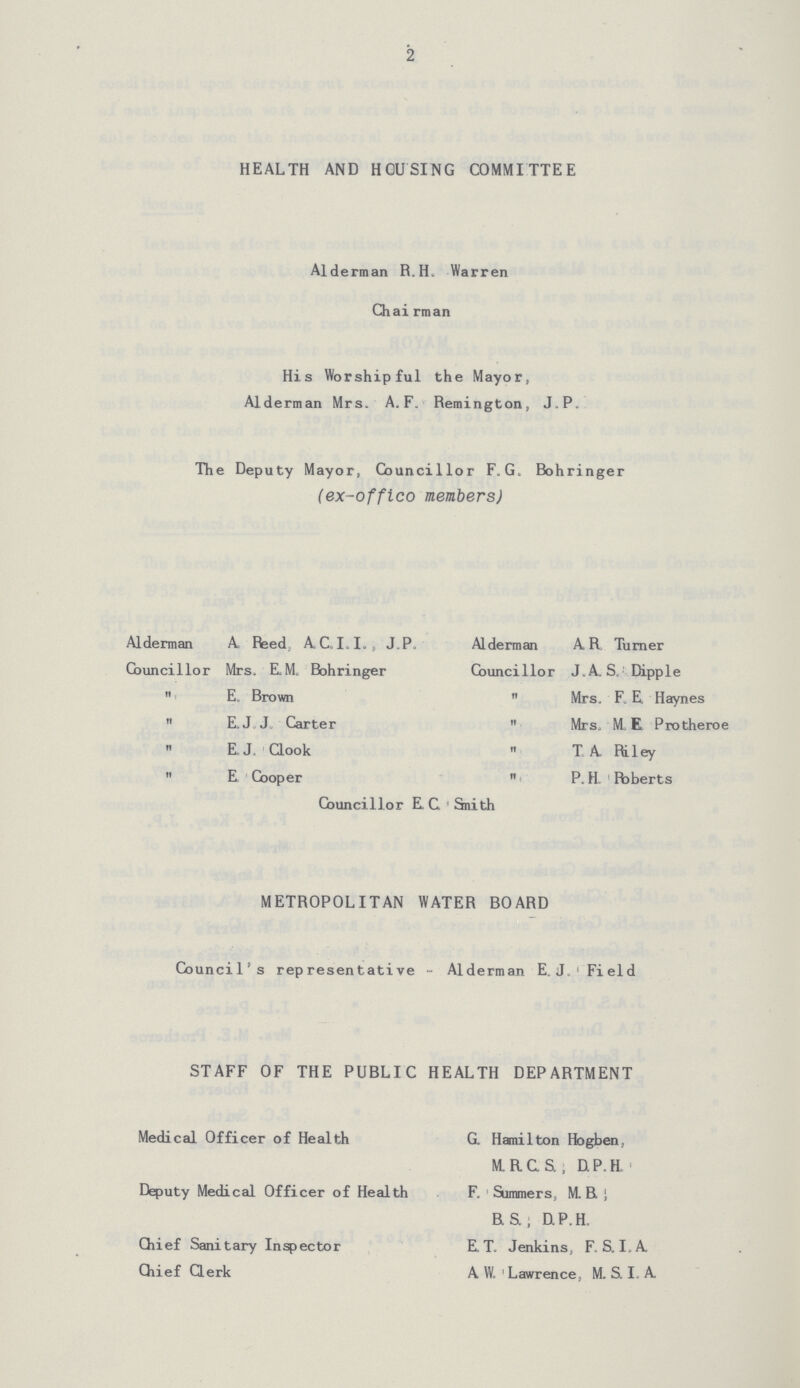 2
HEALTH AND HOUSING COMMITTEE
Alderman R.H. Warren
Chairman
His Worshipful the Mayor,
Alderman Mrs. A.F. Remington, J.P.
The Deputy Mayor, Councillor F.G. Bohringer
(ex-offico members)
Alderman A. Reed, A.C.I.I., J.P. Alderman A.R. Turner
Councillor Mrs. E.M. Bohringer Councillor J.A.S. Dipple
" E. Brown " Mrs. F.E. Haynes
" E.J.J. Carter " Mrs. M.E. Protheroe
" E.J. Clook " T.A. Riley
" E. Cooper " P.H. Roberts
Councillor E.C. Smith
METROPOLITAN WATER BOARD
Council's representative - Alderman E.J. Field
STAFF OF THE PUBLIC HEALTH DEPARTMENT
Medical Officer of Health G. Hamilton Hogben,
M.R.C.S., D.P.H.
Deputy Medical Officer of Health F. Summers, M.B.,
B.S., D.P.H.
Chief Sanitary Inspector E.T. Jenkins, F.S.I.A.
Chief Clerk A.W. Lawrence, M.S.I.A.